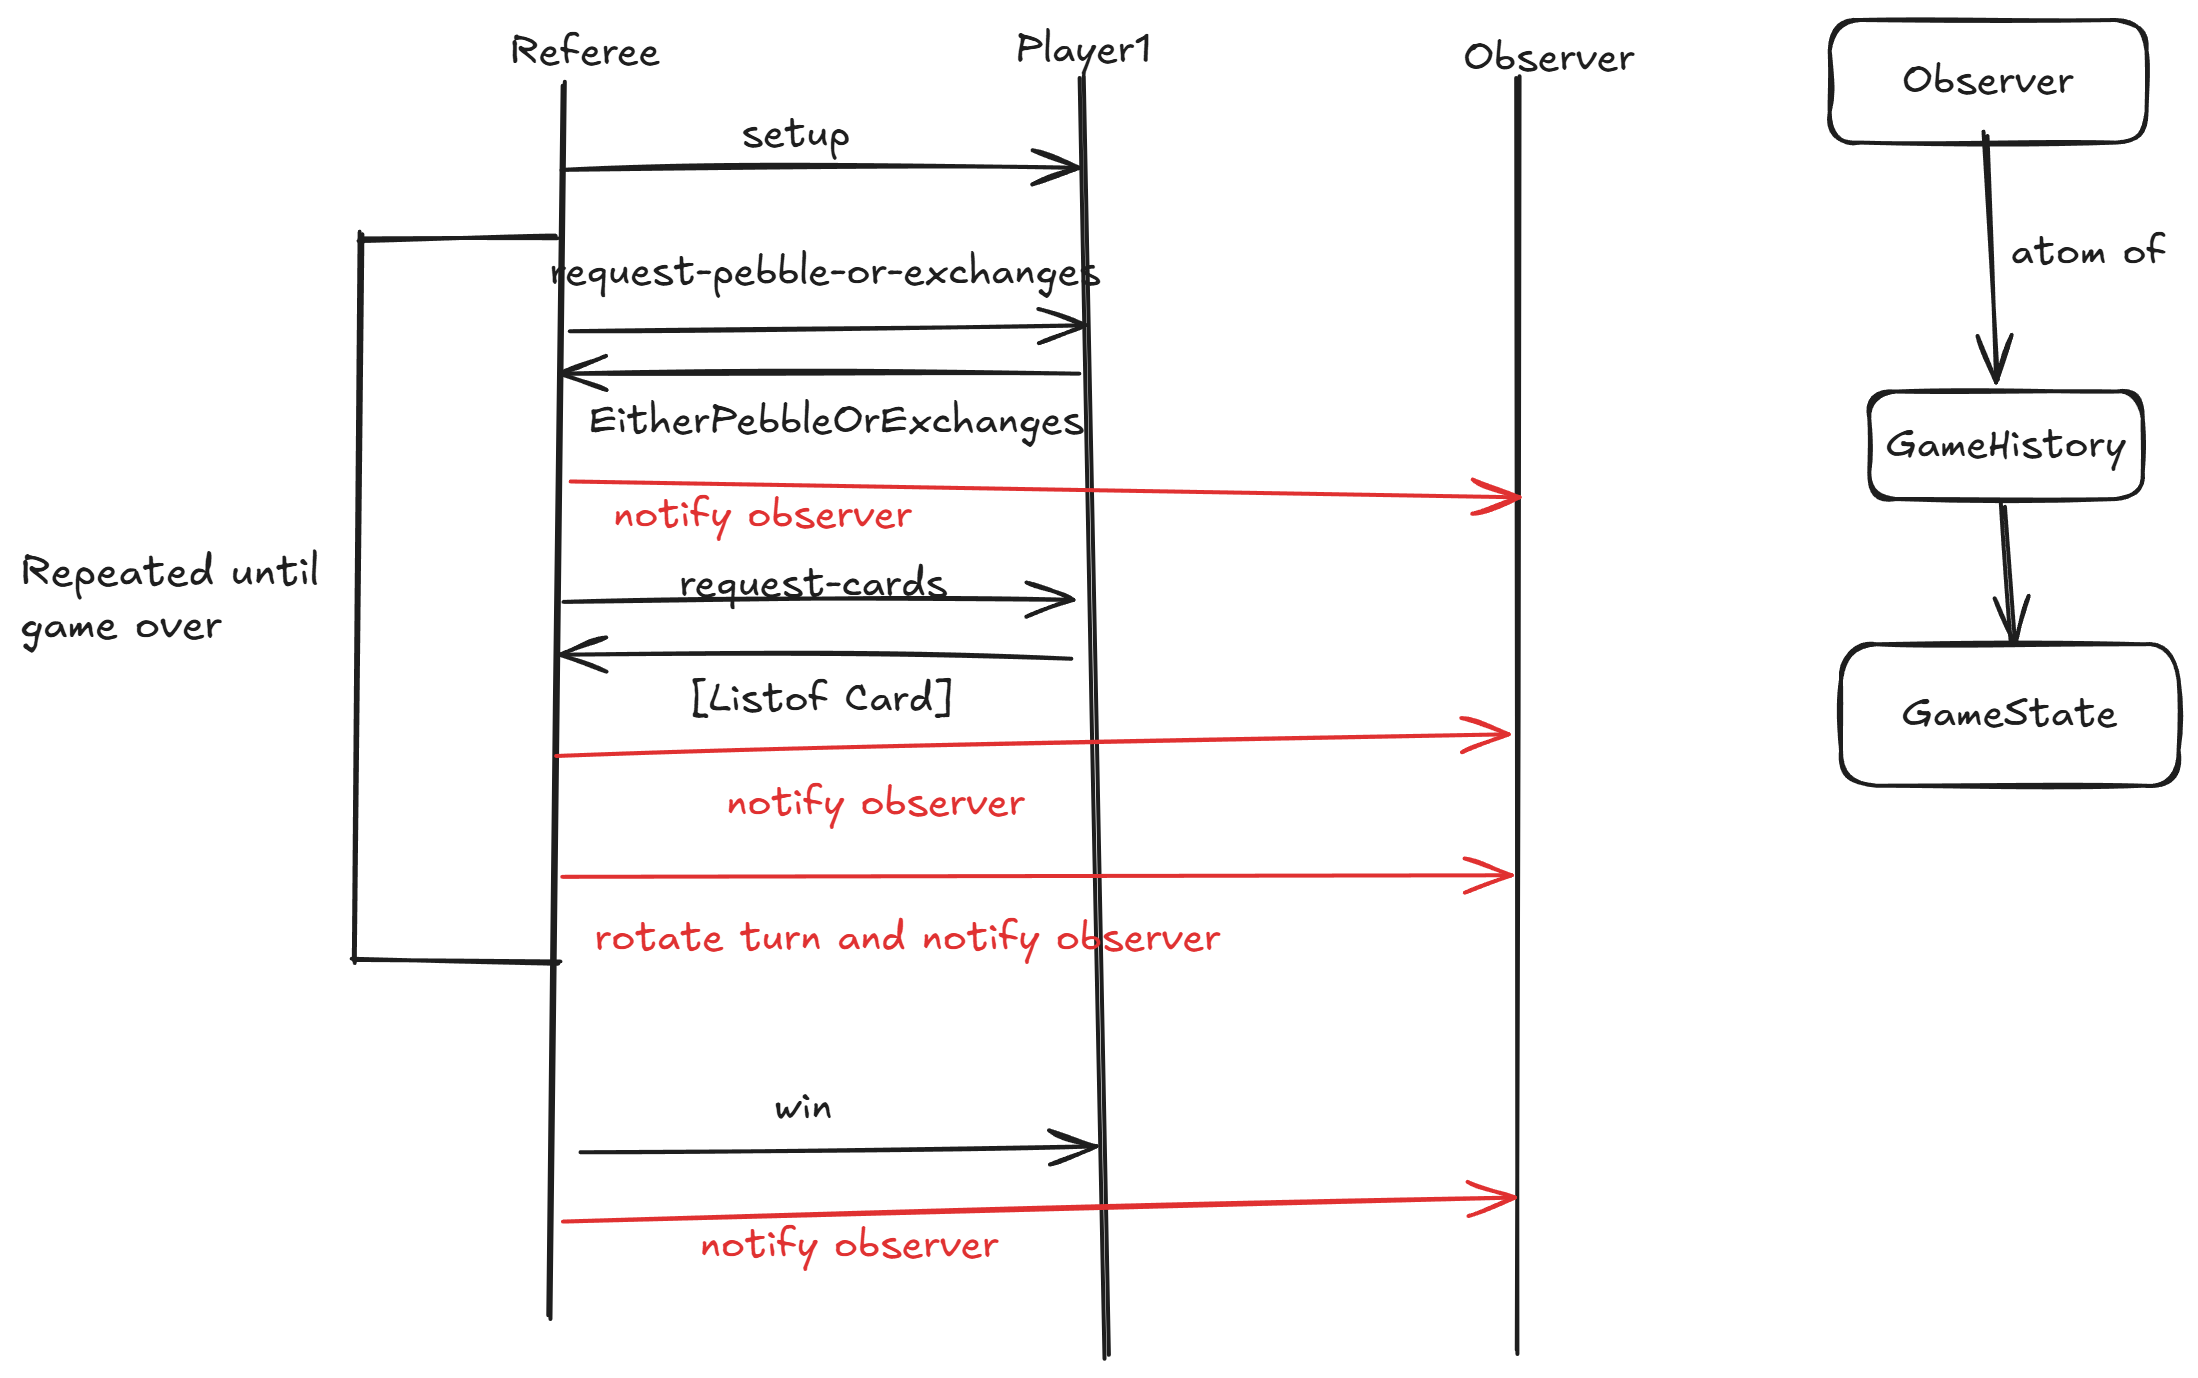 Referee
Player1
Observer
Observer
setup
request-pebble-or-exchanges
atom of
EitherPebbleOrExchanges
GameHistory
notify observer
Repeated until
game over
request-cards
[Listof Card]
GameState
notify observer
rotate turn and notify observer
win
notify observer